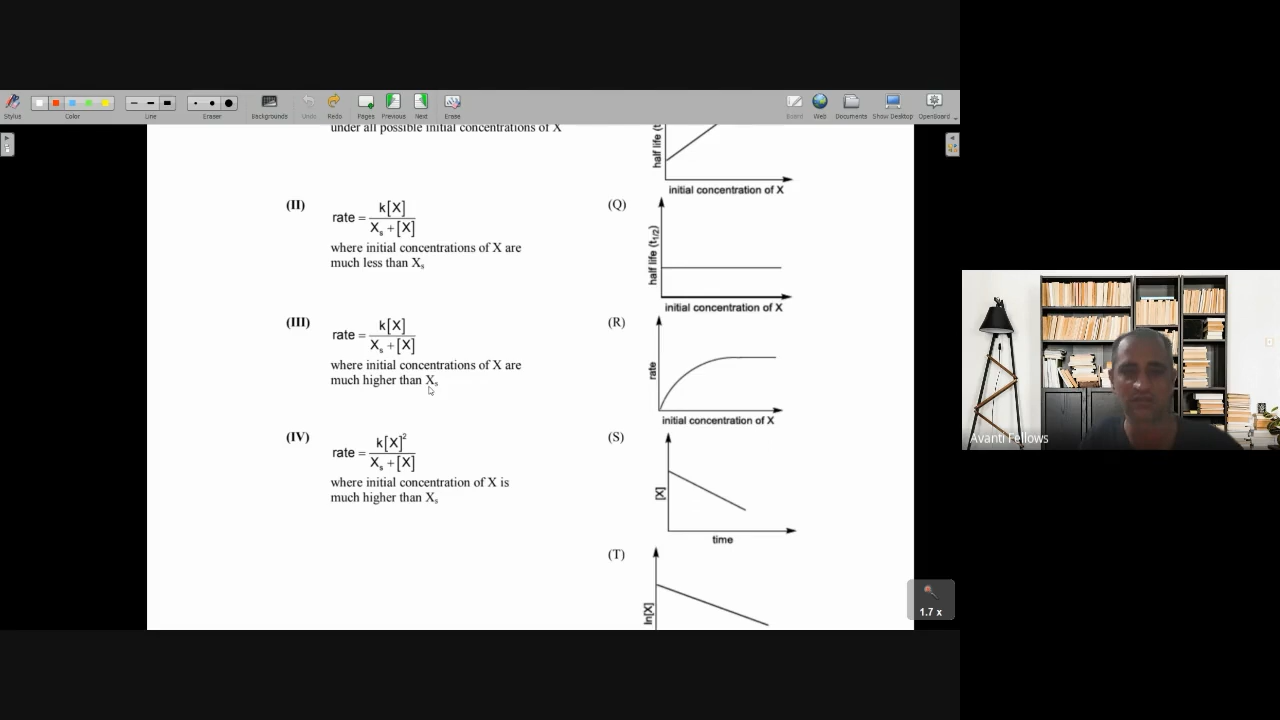 Stylus
Color
Line
Eraser
Backgrounds
Undo
Redo
Pages
Previous
Next
Erase
Board
Web
Documents
Show Desktop
OpenBoard
under all possible initial concentrations of X
half life (t
initial concentration of X
(II)
rate = k[X] / Xs + [X]
where initial concentrations of X are
much less than Xs
(Q)
half life (t1/2)
initial concentration of X
(III)
rate = k[X] / Xs + [X]
where initial concentrations of X are
much higher than Xs
(R)
rate
initial concentration of X
(IV)
rate = k[X]² / Xs + [X]
where initial concentration of X is
much higher than Xs
(S)
[X]
time
(T)
ln[X]
1.7 x
Avanti Fellows